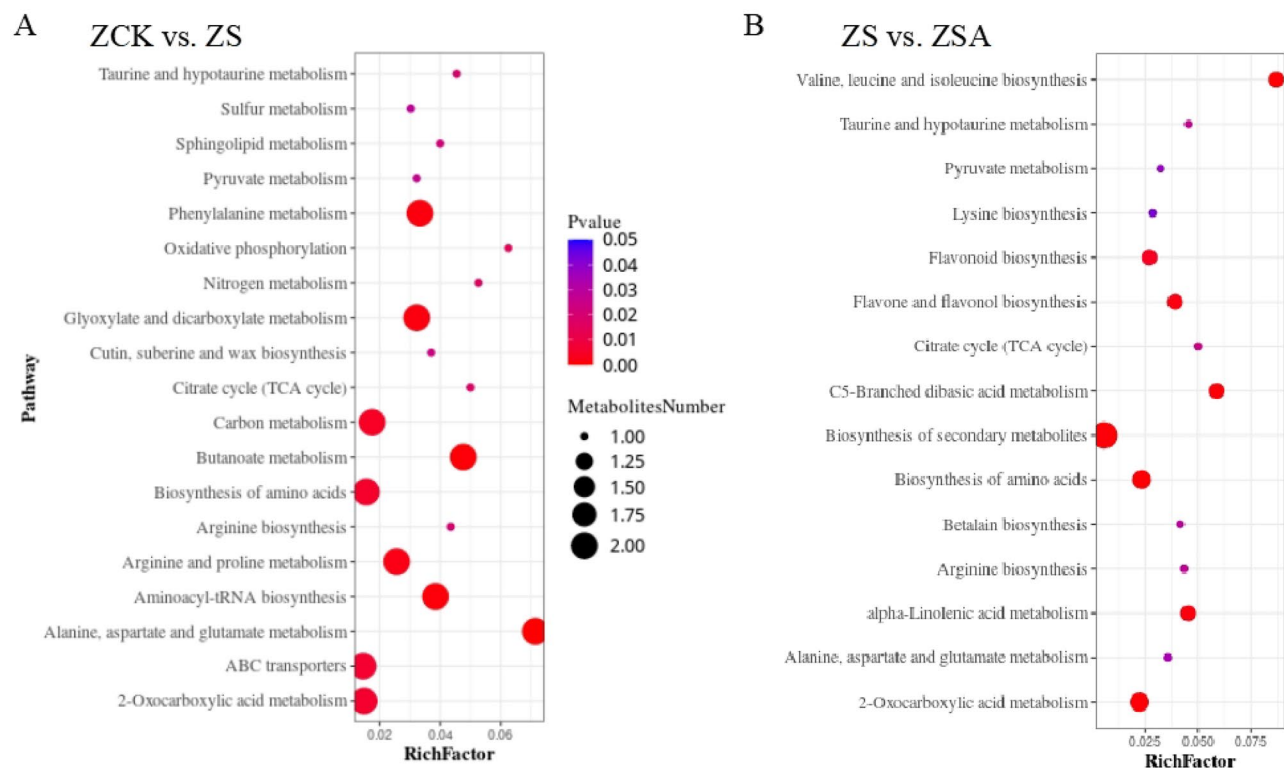 A
ZCK vs. ZS
Taurine and hypotaurine metabolism
Sulfur metabolism
Sphingolipid metabolism
Pyruvate metabolism
Phenylalanine metabolism
Oxidative phosphorylation
Nitrogen metabolism
Glyoxylate and dicarboxylate metabolism
Cutin, suberine and wax biosynthesis
Citrate cycle (TCA cycle)
Carbon metabolism
Butanoate metabolism
Biosynthesis of amino acids
Arginine biosynthesis
Arginine and proline metabolism
Aminoacyl-tRNA biosynthesis
Alanine, aspartate and glutamate metabolism
ABC transporters
2-Oxocarboxylic acid metabolism
Pathway
0.02 0.04 0.06
RichFactor
Pvalue
0.05
0.04
0.03
0.02
0.01
0.00
MetabolitesNumber
1.00
1.25
1.50
1.75
2.00
B
ZS vs. ZSA
Valine, leucine and isoleucine biosynthesis
Taurine and hypotaurine metabolism
Pyruvate metabolism
Lysine biosynthesis
Flavonoid biosynthesis
Flavone and flavonol biosynthesis
Citrate cycle (TCA cycle)
C5-Branched dibasic acid metabolism
Biosynthesis of secondary metabolites
Biosynthesis of amino acids
Betalain biosynthesis
Arginine biosynthesis
alpha-Linolenic acid metabolism
Alanine, aspartate and glutamate metabolism
2-Oxocarboxylic acid metabolism
0.025 0.050 0.075
RichFactor